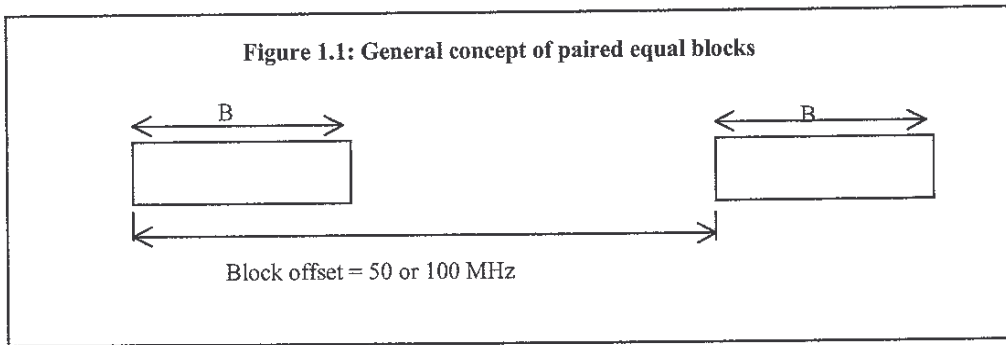 Figure 1.1: General concept of paired equal blocks
B
B
Block offset = 50 or 100 MHz